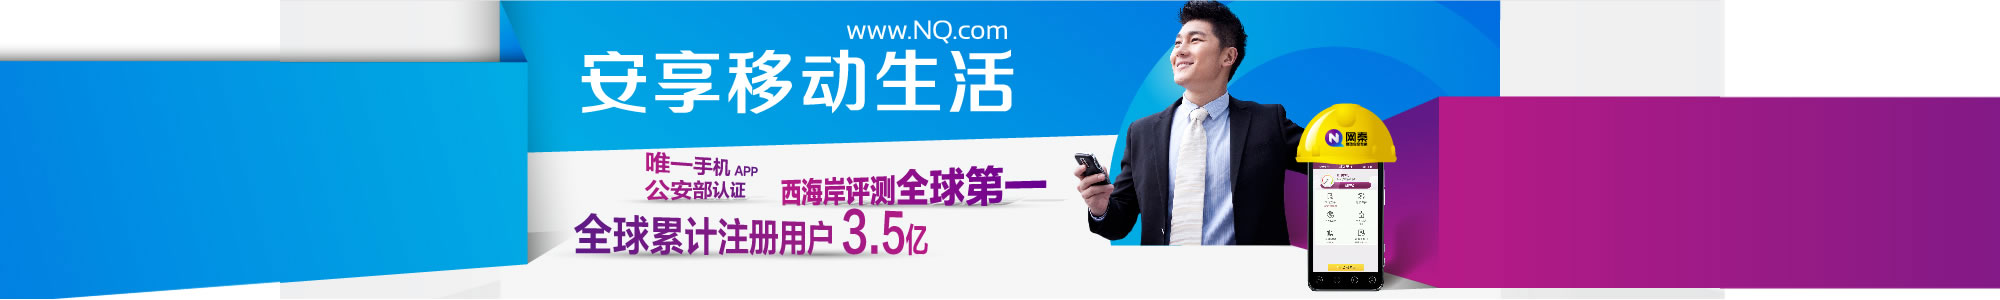 www.NQ.com
安享移动生活
唯一手机 APP
公安部认证
西海岸评测全球第一
全球累计注册用户 3.5亿
网秦